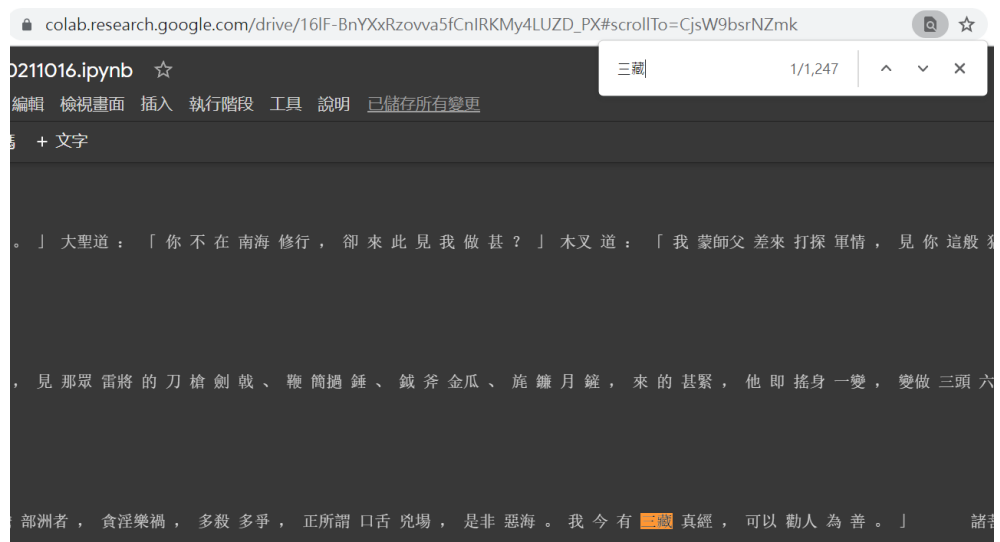 colab.research.google.com/drive/16lF-BnYXxRzovva5fCnIRKMy4LUZD_PX#scrollTo=CjsW9bsrNZmk
0211016.ipynb
三藏 1/1,247
編輯 檢視畫面 插入 執行階段 工具 說明 已儲存所有變更
+ 文字
。 」 大聖道 : 「 你 不 在 南海 修行 , 卻 來 此 見 我 做 甚 ? 」 木叉 道 : 「 我 蒙師父 差來 打探 軍情 , 見 你 這般
, 見 那眾 雷將 的 刀 槍 劍 戟 、 鞭 簡撾 錘 、 鉞 斧 金瓜 、 旄 鐮 月 鏟 , 來 的 甚緊 , 他 即 搖身 一變 , 變做 三頭 六
部洲者 , 貪淫樂禍 , 多殺 多爭 , 正所謂 口舌 兇場 , 是非 惡海 。 我 今 有 三藏 真經 , 可以 勸人 為 善 。 」 諸